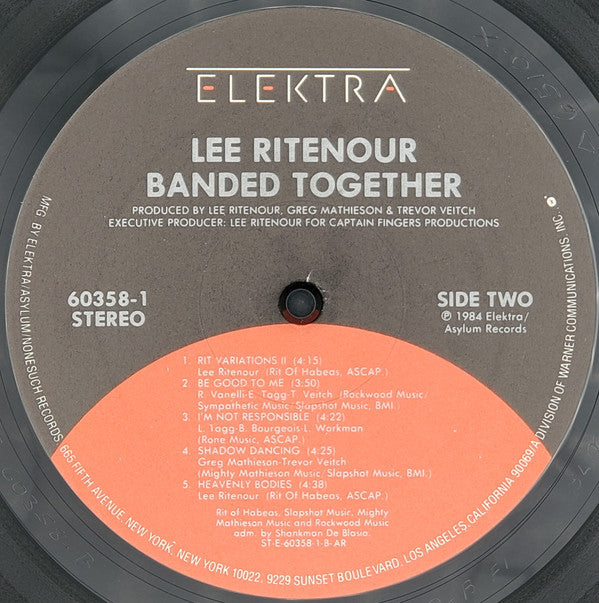 ELEKTRA
LEE RITENOUR
BANDED TOGETHER
PRODUCED BY LEE RITENOUR, GREG MATHIESON & TREVOR VEITCH
EXECUTIVE PRODUCER: LEE RITENOUR FOR CAPTAIN FINGERS PRODUCTIONS
60358-1
STEREO
SIDE TWO
℗ 1984 Elektra/
Asylum Records
1. RIT VARIATIONS II (4:15)
Lee Ritenour (Rit Of Habeas, ASCAP.)
2. BE GOOD TO ME (3:50)
R. Vanelli-E. Tagg-T. Veitch (Rockwood Music/
Sympathetic Music/Slapshot Music, BMI.)
3. I'M NOT RESPONSIBLE (4:22)
L. Tagg-B. Bourgeois-L. Workman
(Rone Music, ASCAP.)
4. SHADOW DANCING (4:25)
Greg Mathieson-Trevor Veitch
(Mighty Mathieson Music, Slapshot Music, BMI.)
5. HEAVENLY BODIES (4:38)
Lee Ritenour (Rit Of Habeas, ASCAP.)
Rit of Habeas, Slapshot Music, Mighty
Mathieson Music and Rockwood Music
adm. by Shankman De Blasio.
ST-E-60358-1-B-AR
MFG. BY ELEKTRA/ASYLUM/NONESUCH RECORDS, 665 FIFTH AVENUE, NEW YORK, NEW YORK 10022, 9229 SUNSET BOULEVARD, LOS ANGELES, CALIFORNIA 90069/A DIVISION OF WARNER COMMUNICATIONS, INC.